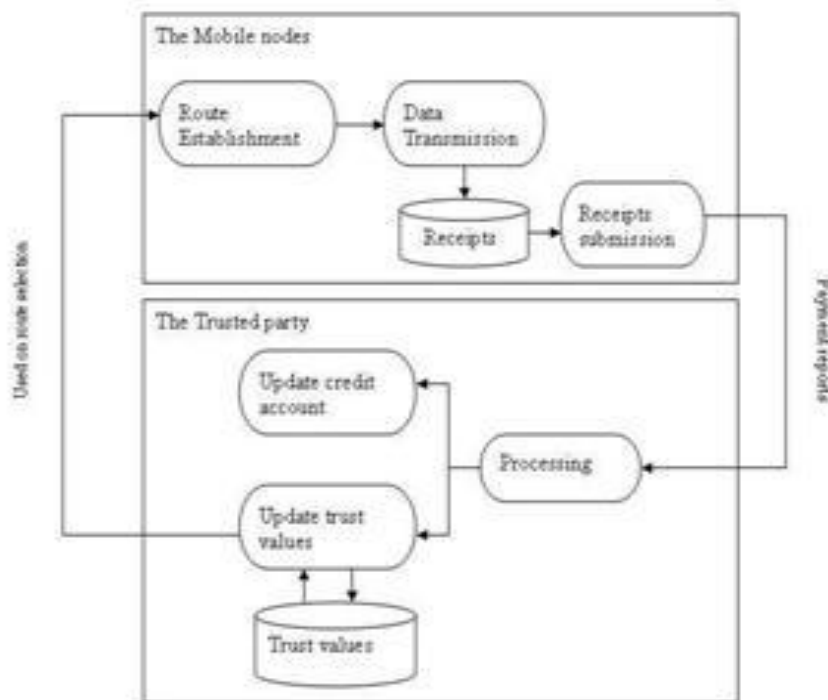 The Mobile nodes
Route
Establishment
Data
Transmission
Receipts
Receipts
submission
Used on route selection
Payment reports
The Trusted party
Update credit
account
Processing
Update trust
values
Trust values